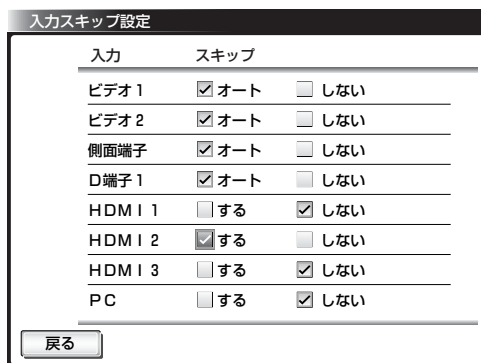 入力スキップ設定
入力 スキップ
ビデオ1 オート しない
ビデオ2 オート しない
側面端子 オート しない
D端子1 オート しない
HDMI1 する しない
HDMI2 する しない
HDMI3 する しない
PC する しない
戻る